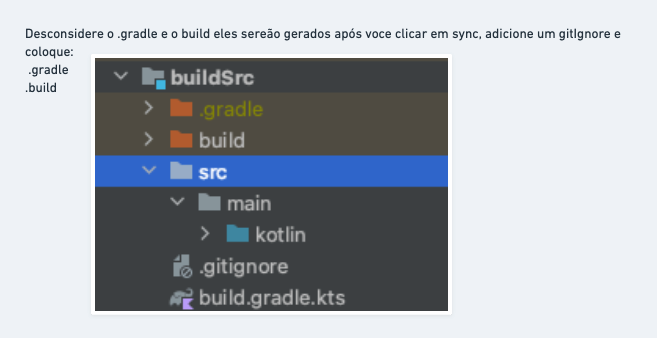 Desconsidere o .gradle e o build eles sereão gerados após voce clicar em sync, adicione um gitIgnore e
coloque:
.gradle
.build
buildSrc
.gradle
build
src
main
kotlin
.gitignore
build.gradle.kts